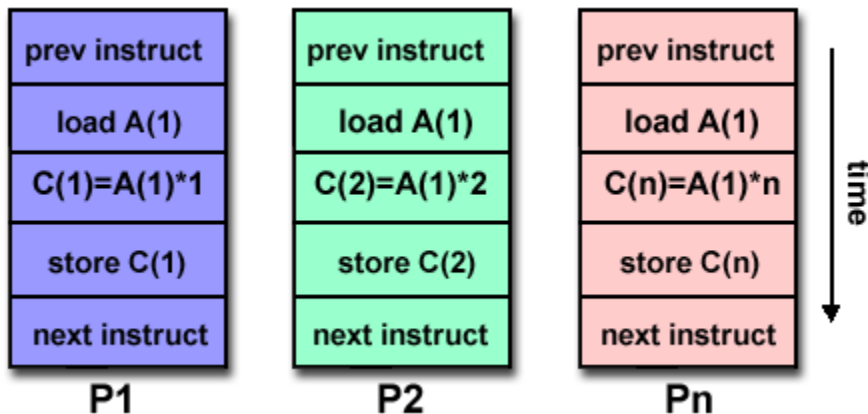 prev instruct
load A(1)
C(1)=A(1)*1
store C(1)
next instruct
P1
prev instruct
load A(1)
C(2)=A(1)*2
store C(2)
next instruct
P2
prev instruct
load A(1)
C(n)=A(1)*n
store C(n)
next instruct
Pn
time